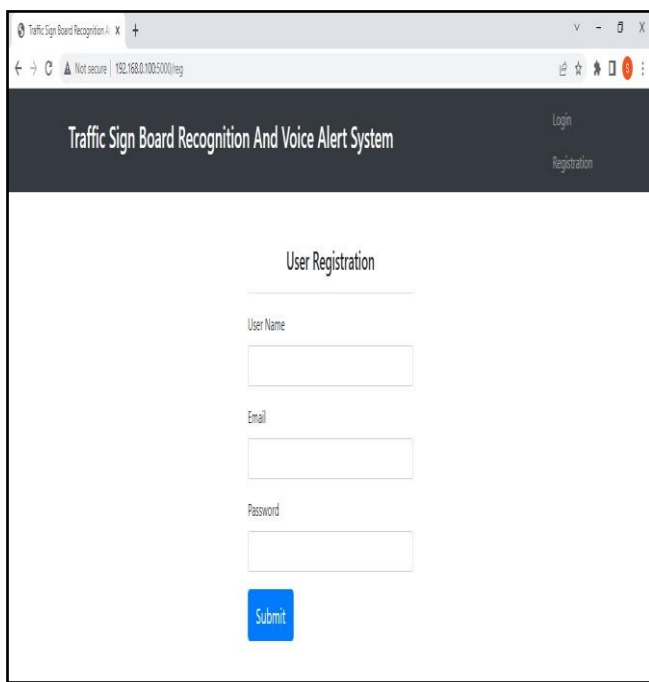 Traffic Sign Board Recognition A
Not secure | 192.168.0.100:5000/reg
S
Traffic Sign Board Recognition And Voice Alert System
Login
Registration
User Registration
User Name
Email
Password
Submit